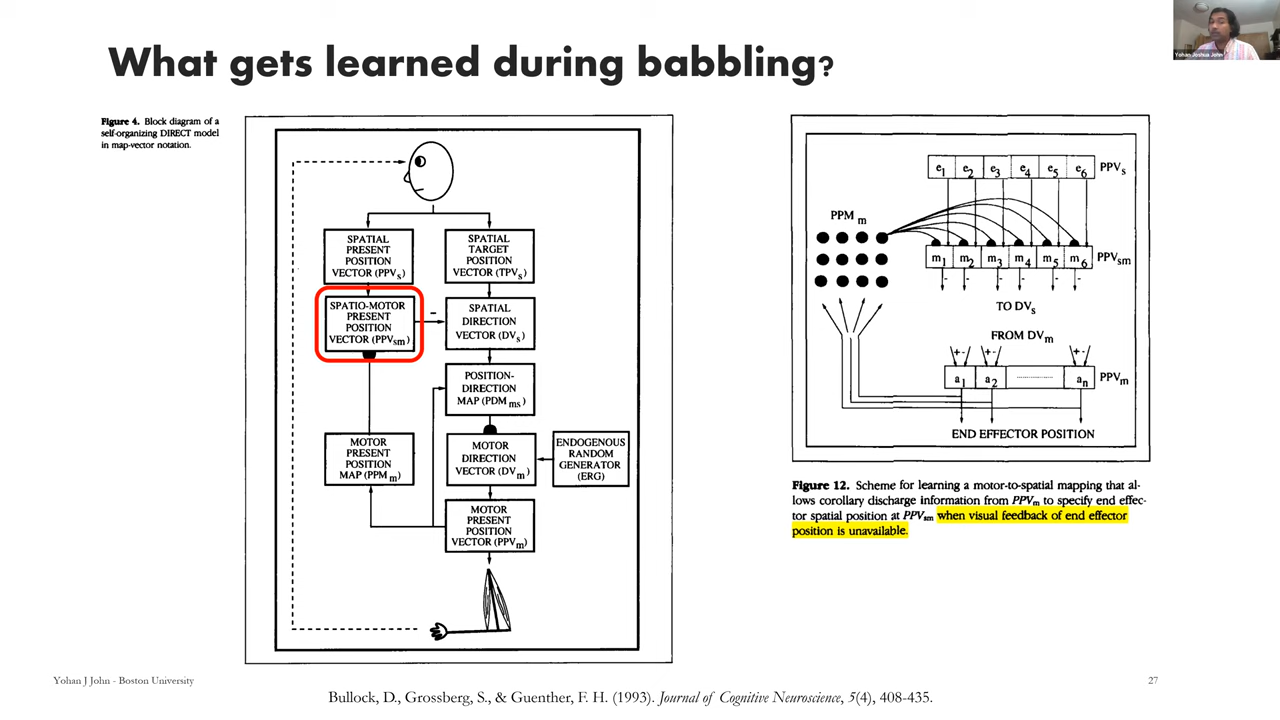 What gets learned during babbling?
Yohan Joshua John
Figure 4. Block diagram of a
self-organizing DIRECT model
in map-vector notation.
SPATIAL
PRESENT
POSITION
VECTOR (PPVs)
SPATIAL
TARGET
POSITION
VECTOR (TPVs)
SPATIO-MOTOR
PRESENT
POSITION
VECTOR (PPVsm)
–
SPATIAL
DIRECTION
VECTOR (DVs)
POSITION-
DIRECTION
MAP (PDMms)
MOTOR
PRESENT
POSITION
MAP (PPMm)
MOTOR
DIRECTION
VECTOR (DVm)
ENDOGENOUS
RANDOM
GENERATOR
(ERG)
MOTOR
PRESENT
POSITION
VECTOR (PPVm)
e1 e2 e3 e4 e5 e6 PPVs
PPMm
m1 m2 m3 m4 m5 m6 PPVsm
- - - - - -
TO DVs
FROM DVm
+ - + - + -
a1 a2 an PPVm
END EFFECTOR POSITION
Figure 12. Scheme for learning a motor-to-spatial mapping that al-
lows corollary discharge information from PPVm to specify end effec-
tor spatial position at PPVsm when visual feedback of end effector
position is unavailable.
Yohan J John - Boston University
27
Bullock, D., Grossberg, S., & Guenther, F. H. (1993). Journal of Cognitive Neuroscience, 5(4), 408-435.